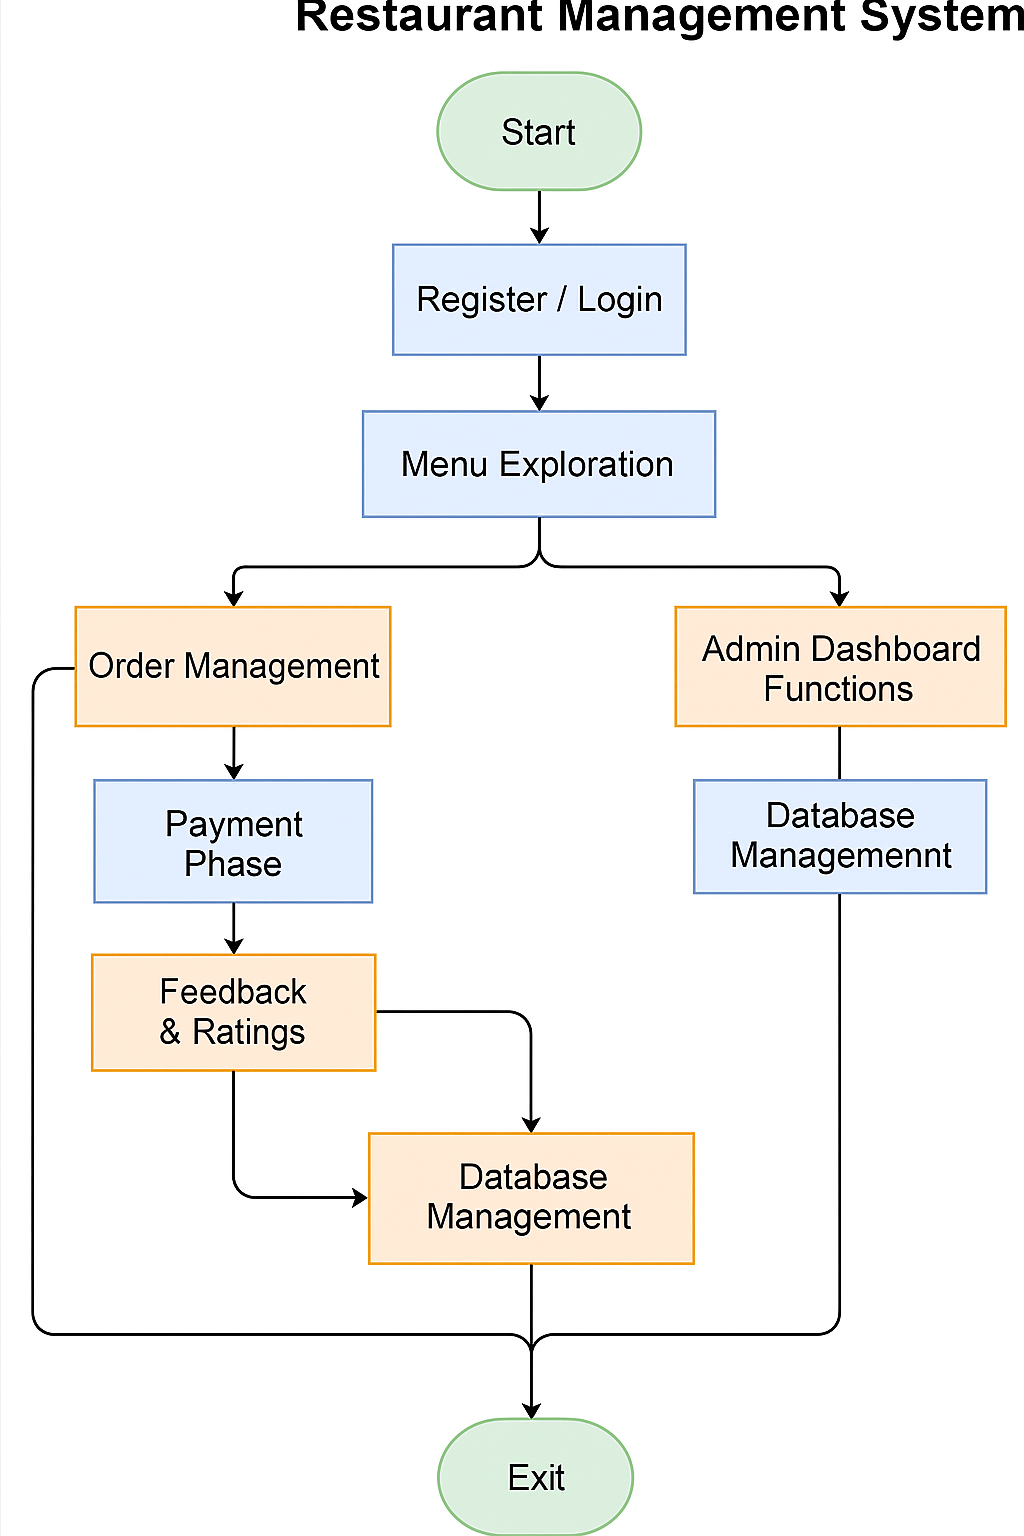 Restaurant Management System
Start
Register / Login
Menu Exploration
Order Management
Admin Dashboard
Functions
Payment
Phase
Database
Managemennt
Feedback
& Ratings
Database
Management
Exit